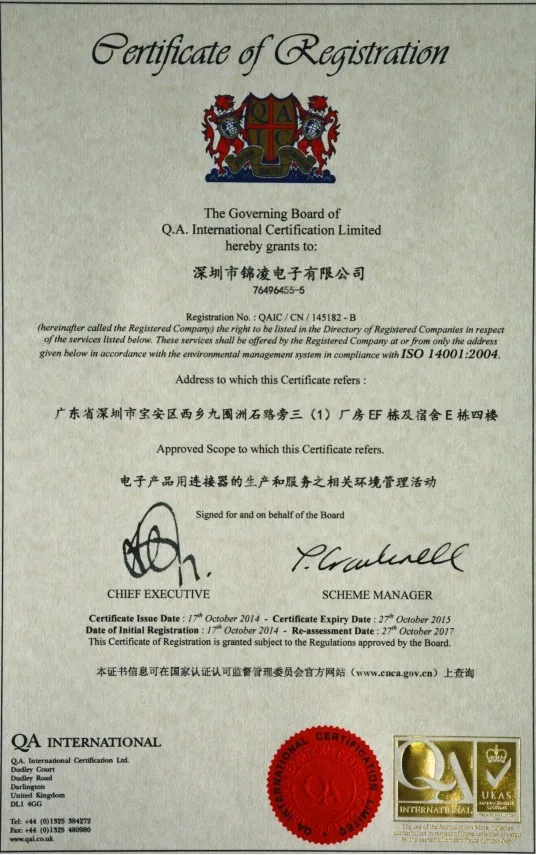 Certificate of Registration
QA
IC
The Governing Board of
Q.A. International Certification Limited
hereby grants to:
深圳市锦凌电子有限公司
76496455-5
Registration No. : QAIC / CN / 145182 - B
(hereinafter called the Registered Company) the right to be listed in the Directory of Registered Companies in respect
of the services listed below. These services shall be offered by the Registered Company at or from only the address
given below in accordance with the environmental management system in compliance with ISO 14001:2004.
Address to which this Certificate refers :
广东省深圳市宝安区西乡九围洲石路旁三（1）厂房 EF 栋及宿舍 E 栋四楼
Approved Scope to which this Certificate refers.
电子产品用连接器的生产和服务之相关环境管理活动
Signed for and on behalf of the Board
CHIEF EXECUTIVE
SCHEME MANAGER
Certificate Issue Date : 17th October 2014 - Certificate Expiry Date : 27th October 2015
Date of Initial Registration : 17th October 2014 - Re-assessment Date : 27th October 2017
This Certificate of Registration is granted subject to the Regulations approved by the Board.
本证书信息可在国家认证认可监督管理委员会官方网站（www.cnca.gov.cn）上查询
QA INTERNATIONAL
Q.A. International Certification Ltd.
Dudley Court
Dudley Road
Darlington
United Kingdom
DL1 4GG
Tel: +44 (0)1325 384272
Fax: +44 (0)1325 480980
www.qai.co.uk
QA INTERNATIONAL CERTIFICATION LIMITED
QA
INTERNATIONAL
UKAS
MANAGEMENT
SYSTEMS